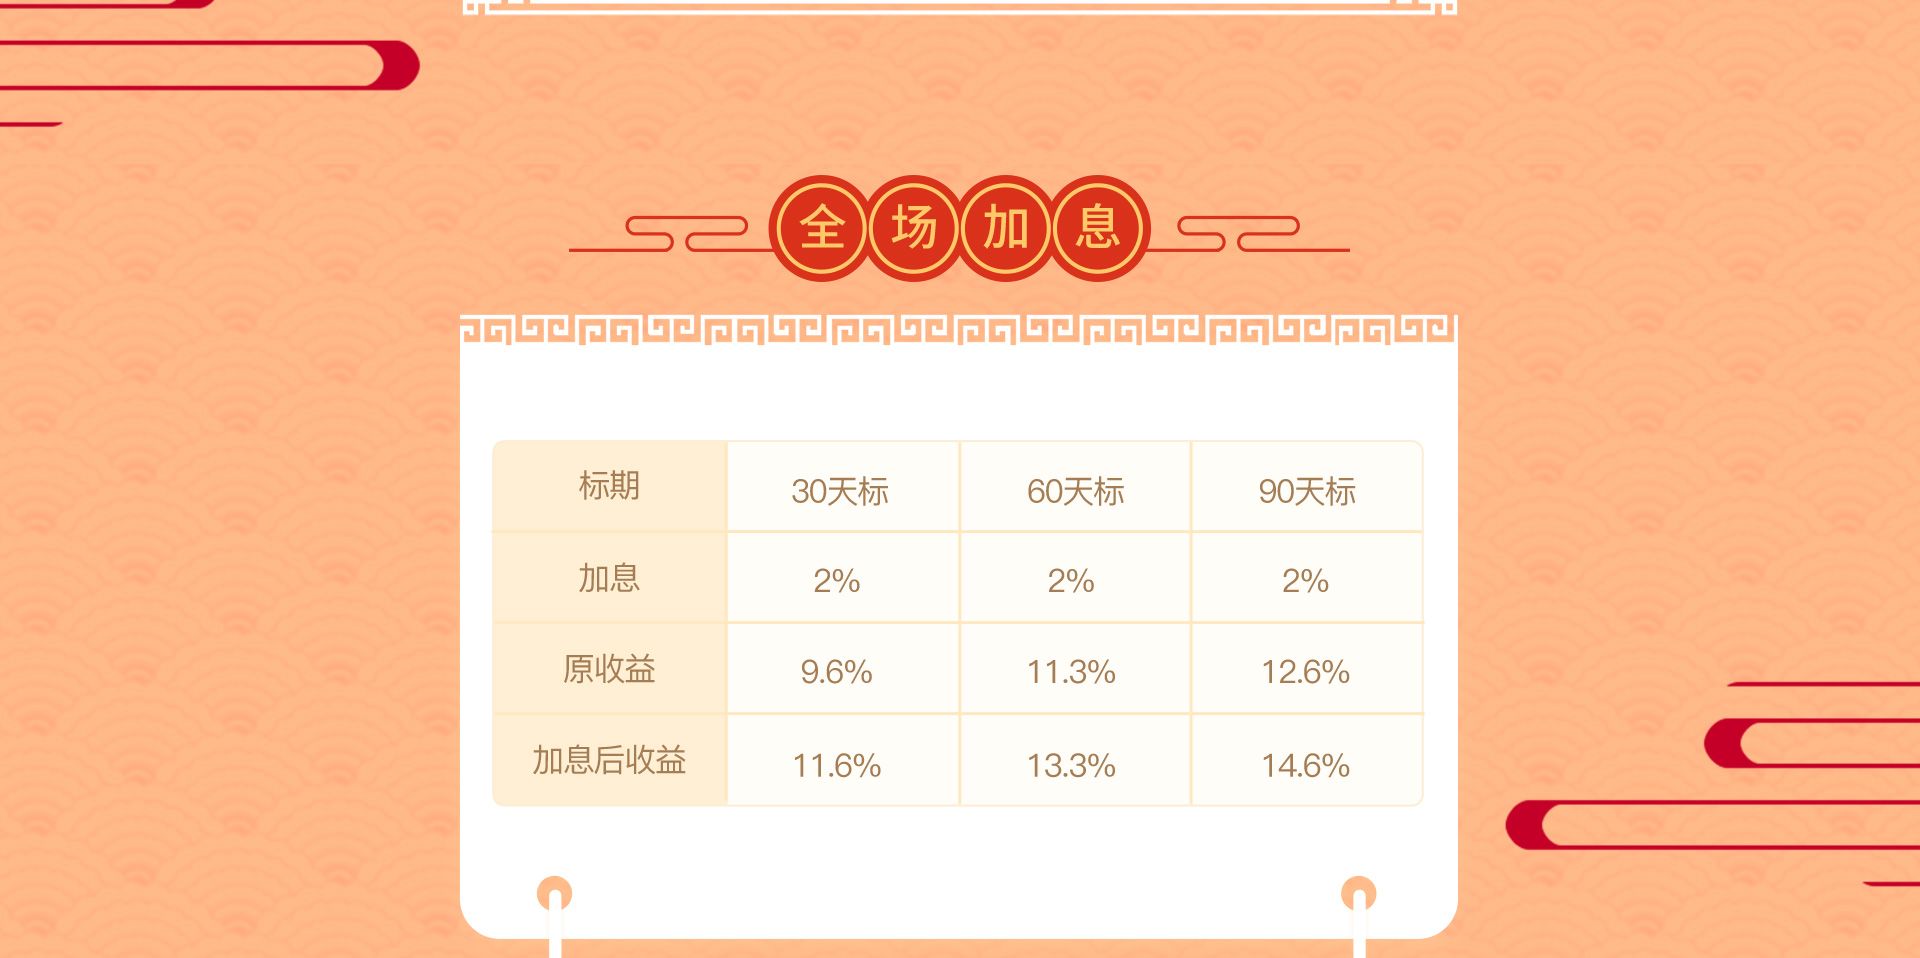 全场加息
标期 30天标 60天标 90天标
加息 2% 2% 2%
原收益 9.6% 11.3% 12.6%
加息后收益 11.6% 13.3% 14.6%